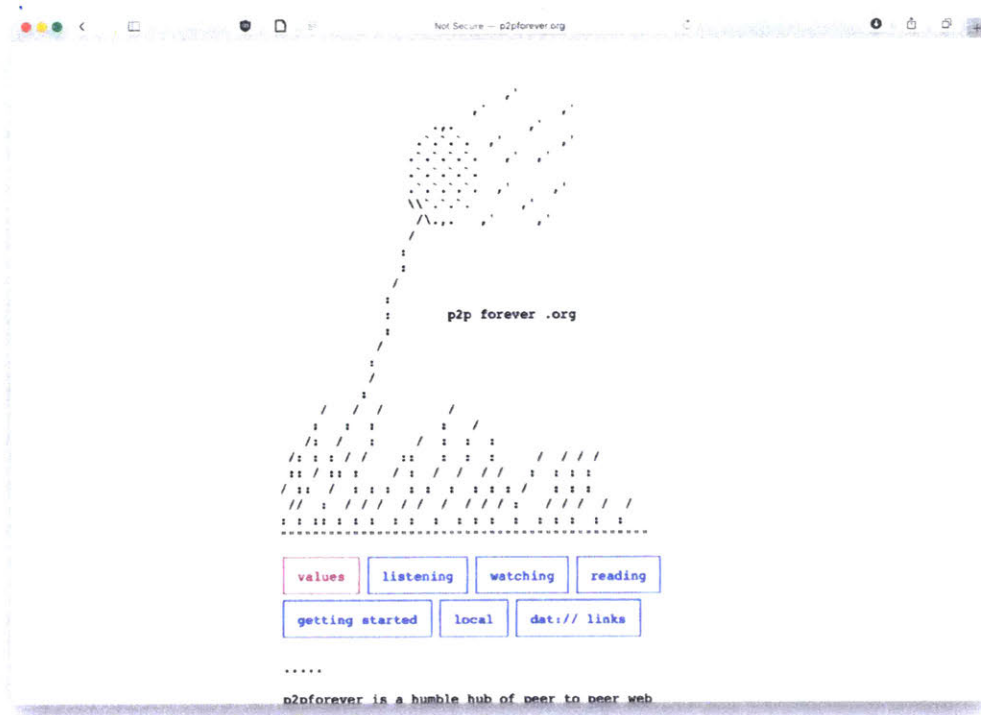 Not Secure — p2pforever.org
p2p forever .org
values listening watching reading
getting started local dat:// links
.....
p2pforever is a humble hub of peer to peer web